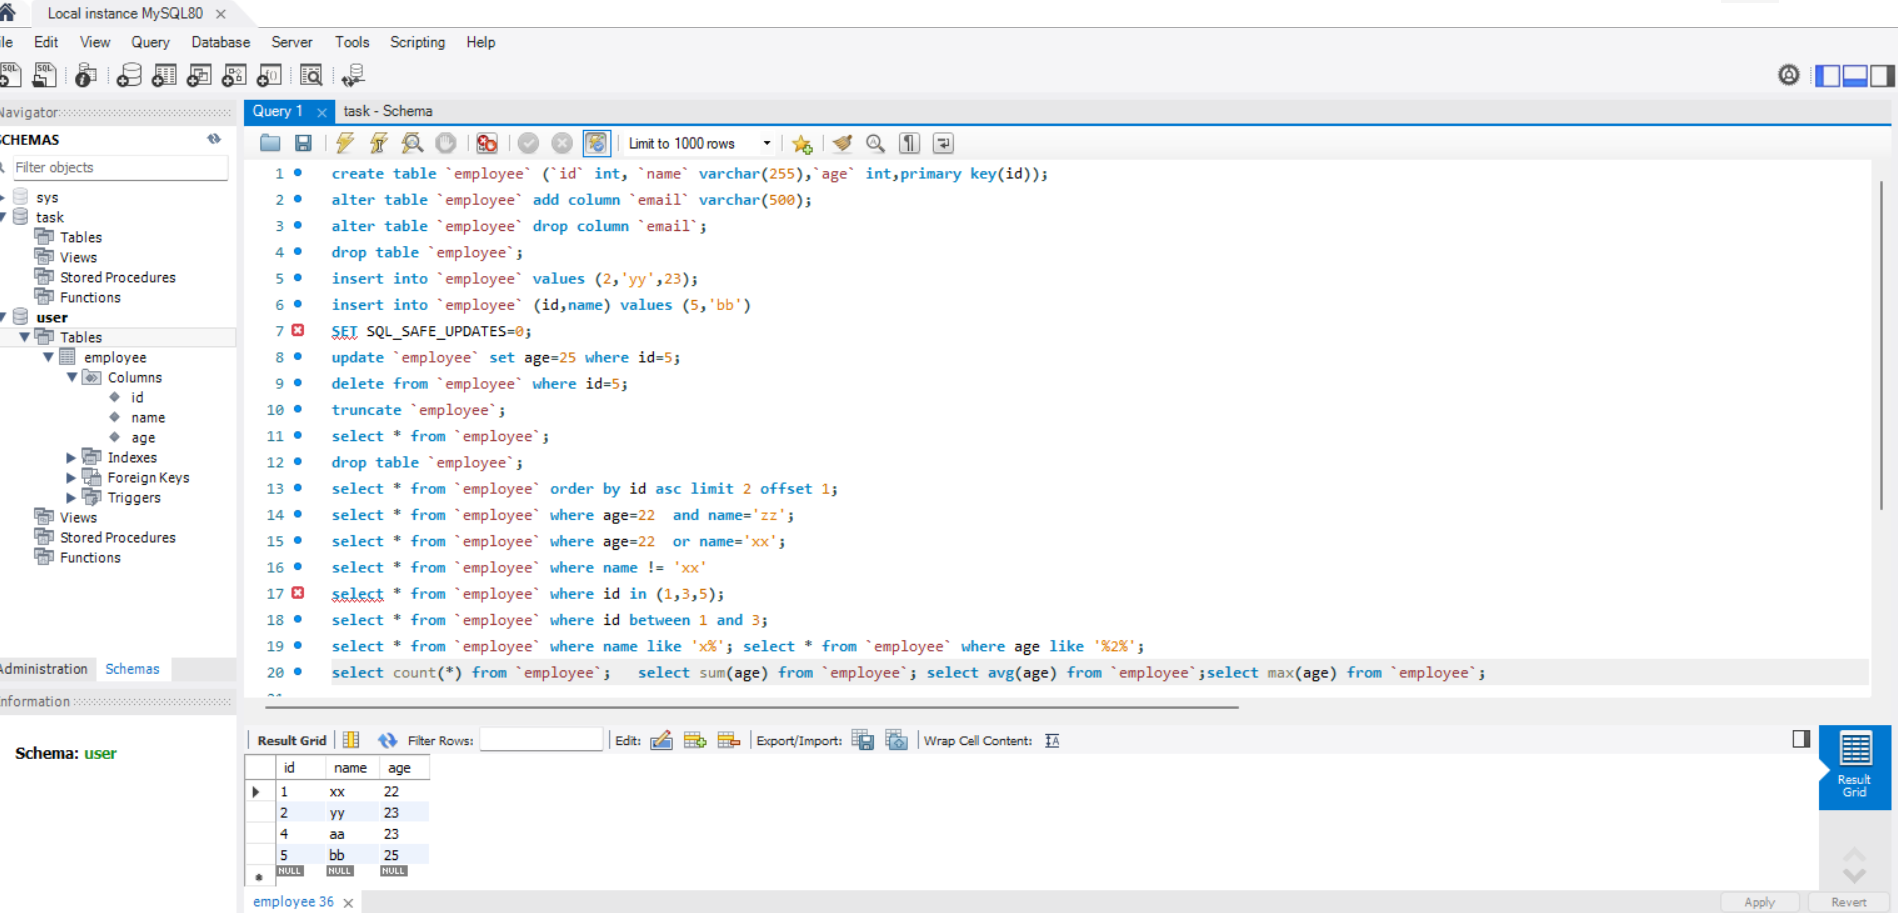 Local instance MySQL80
Edit View Query Database Server Tools Scripting Help
SCHEMAS
Filter objects
sys
task
Tables
Views
Stored Procedures
Functions
user
Tables
employee
Columns
id
name
age
Indexes
Foreign Keys
Triggers
Views
Stored Procedures
Functions
Schemas
Schema: user
Query 1 task - Schema
Limit to 1000 rows
1 create table `employee` (`id` int, `name` varchar(255),`age` int,primary key(id));
2 alter table `employee` add column `email` varchar(500);
3 alter table `employee` drop column `email`;
4 drop table `employee`;
5 insert into `employee` values (2,'yy',23);
6 insert into `employee` (id,name) values (5,'bb')
7 SET SQL_SAFE_UPDATES=0;
8 update `employee` set age=25 where id=5;
9 delete from `employee` where id=5;
10 truncate `employee`;
11 select * from `employee`;
12 drop table `employee`;
13 select * from `employee` order by id asc limit 2 offset 1;
14 select * from `employee` where age=22  and name='zz';
15 select * from `employee` where age=22  or name='xx';
16 select * from `employee` where name != 'xx'
17 select * from `employee` where id in (1,3,5);
18 select * from `employee` where id between 1 and 3;
19 select * from `employee` where name like 'x%'; select * from `employee` where age like '%2%';
20 select count(*) from `employee`;   select sum(age) from `employee`; select avg(age) from `employee`;select max(age) from `employee`;
Result Grid Filter Rows: Edit: Export/Import: Wrap Cell Content:
id name age
1 xx 22
2 yy 23
4 aa 23
5 bb 25
NULL NULL NULL
Result
Grid
employee 36
Apply Revert